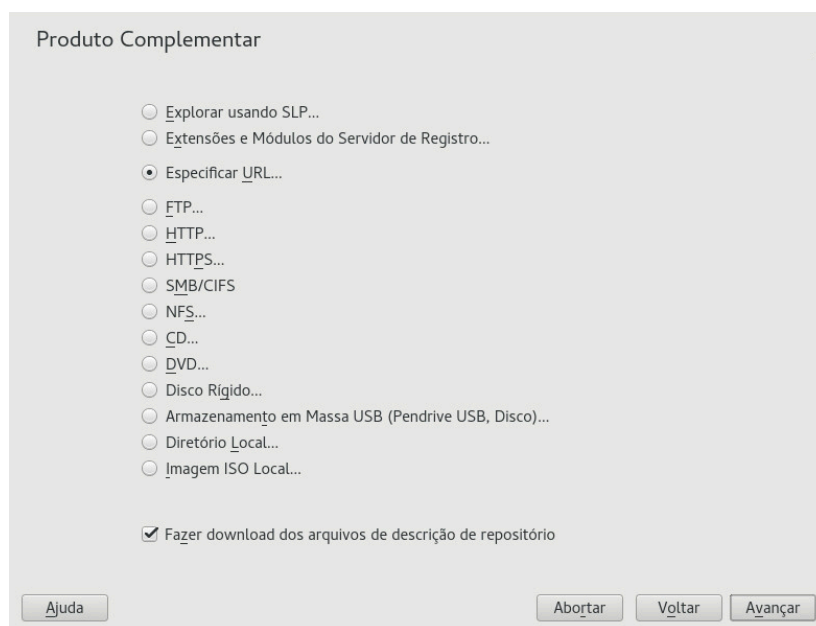 Produto Complementar
Explorar usando SLP...
Extensões e Módulos do Servidor de Registro...
Especificar URL...
FTP...
HTTP...
HTTPS...
SMB/CIFS
NFS...
CD...
DVD...
Disco Rígido...
Armazenamento em Massa USB (Pendrive USB, Disco)...
Diretório Local...
Imagem ISO Local...
Fazer download dos arquivos de descrição de repositório
Ajuda Abortar Voltar Avançar